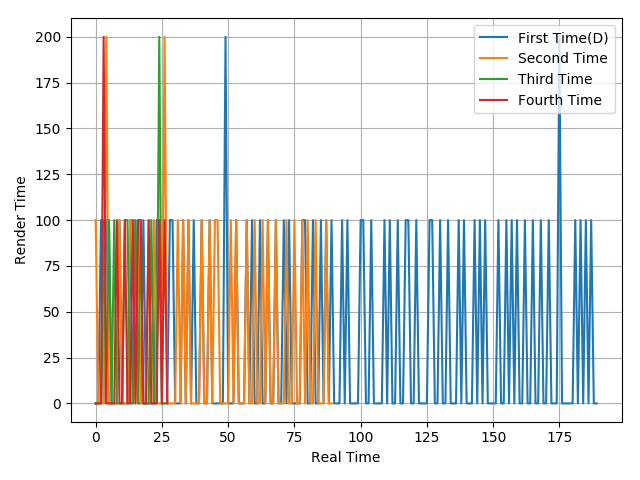 First Time(D)
Second Time
Third Time
Fourth Time
Render Time
200
175
150
125
100
75
50
25
0
0 25 50 75 100 125 150 175
Real Time